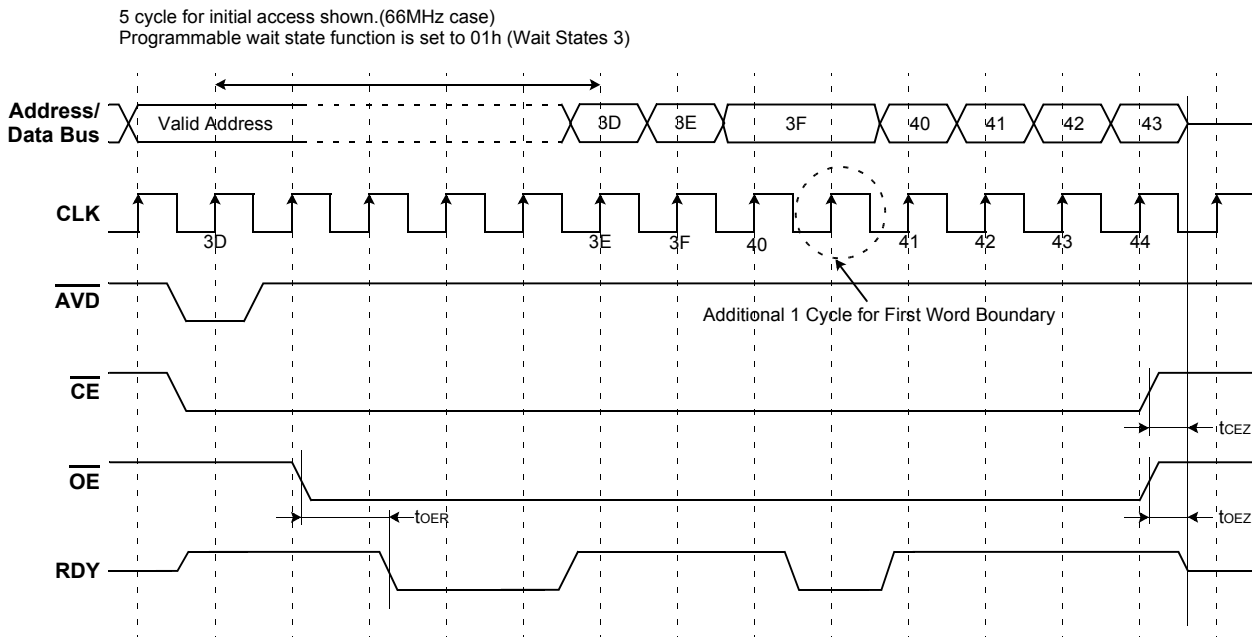 5 cycle for initial access shown.(66MHz case)
Programmable wait state function is set to 01h (Wait States 3)
Address/
Data Bus
Valid Address
3D
3E
3F
40
41
42
43
CLK
3D
3E
3F
40
41
42
43
44
AVD
Additional 1 Cycle for First Word Boundary
CE
tCEZ
OE
tOER
tOEZ
RDY